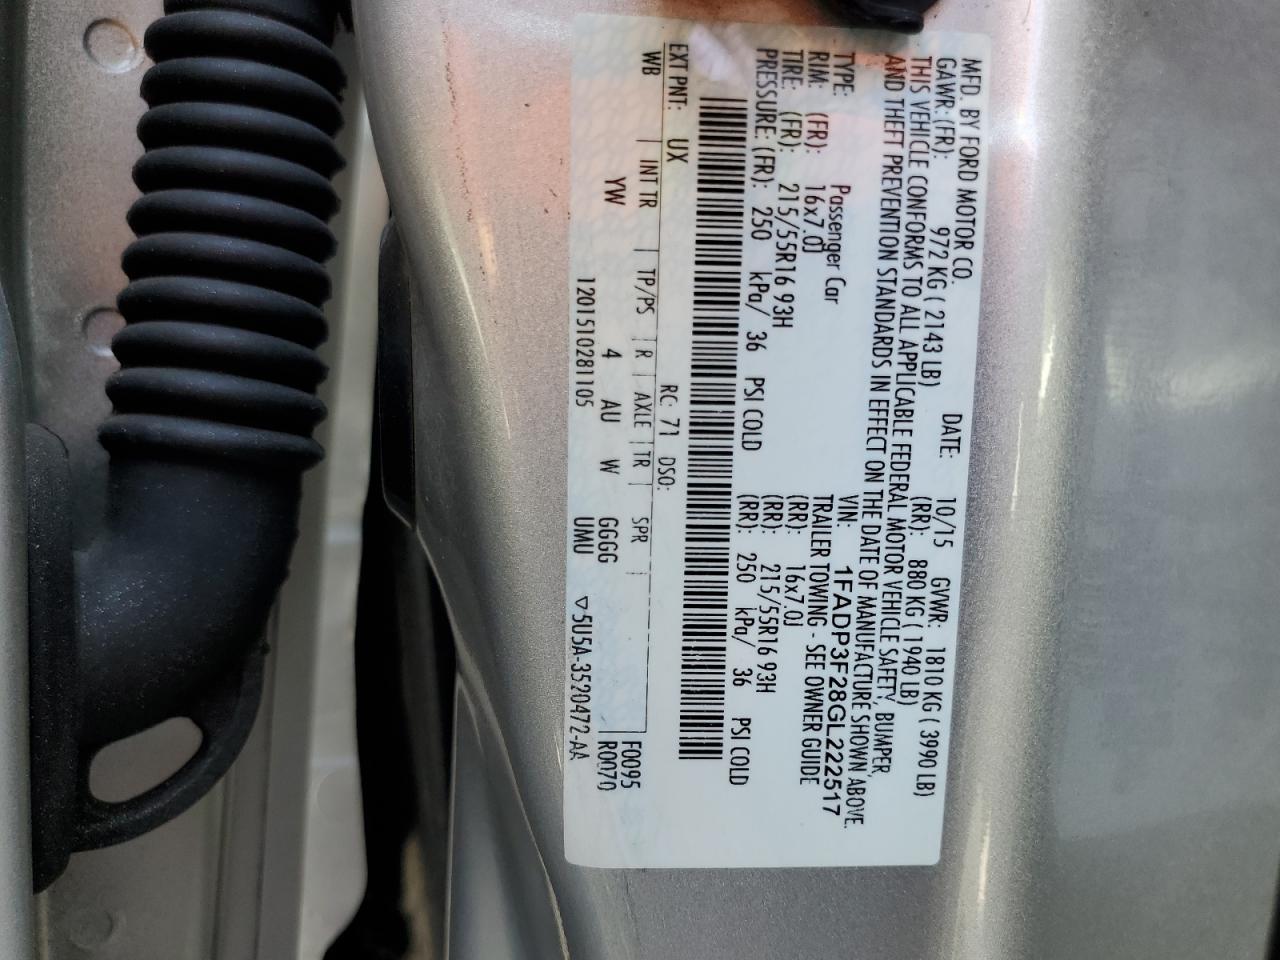 MFD. BY FORD MOTOR CO. DATE: 10/15 GVWR: 1810 KG ( 3990 LB)
GAWR: (FR): 972 KG ( 2143 LB) (RR): 880 KG ( 1940 LB)
THIS VEHICLE CONFORMS TO ALL APPLICABLE FEDERAL MOTOR VEHICLE SAFETY, BUMPER,
AND THEFT PREVENTION STANDARDS IN EFFECT ON THE DATE OF MANUFACTURE SHOWN ABOVE.
VIN: 1FADP3F28GL222517
TYPE: Passenger Car TRAILER TOWING - SEE OWNER GUIDE
RIM: (FR): 16x7.0J (RR): 16x7.0J
TIRE: (FR): 215/55R16 93H (RR): 215/55R16 93H
PRESSURE: (FR): 250 kPa/ 36 PSI COLD (RR): 250 kPa/ 36 PSI COLD
EXT PNT: UX RC: 71 DSO:
WB INT TR TP/PS R AXLE TR SPR F0095
YW 4 AU W GGGG R0070
1201510281105 UMU ▽5U5A-3520472-AA